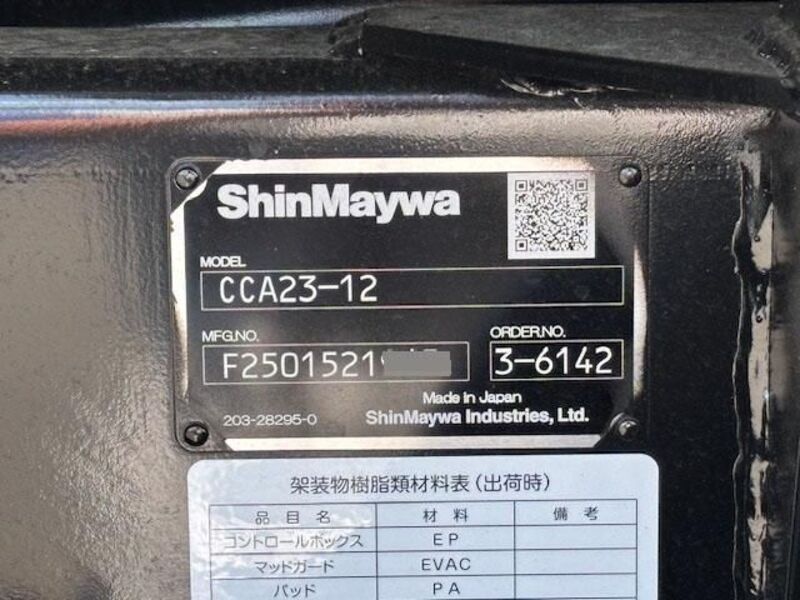 ShinMaywa
MODEL
CCA23-12
MFG.NO. ORDER.NO.
F2501521 3-6142
Made in Japan
203-28295-0 ShinMaywa Industries, Ltd.
架装物樹脂類材料表(出荷時)
品目名 材料 備考
コントロールボックス EP
マッドガード EVAC
パッド PA